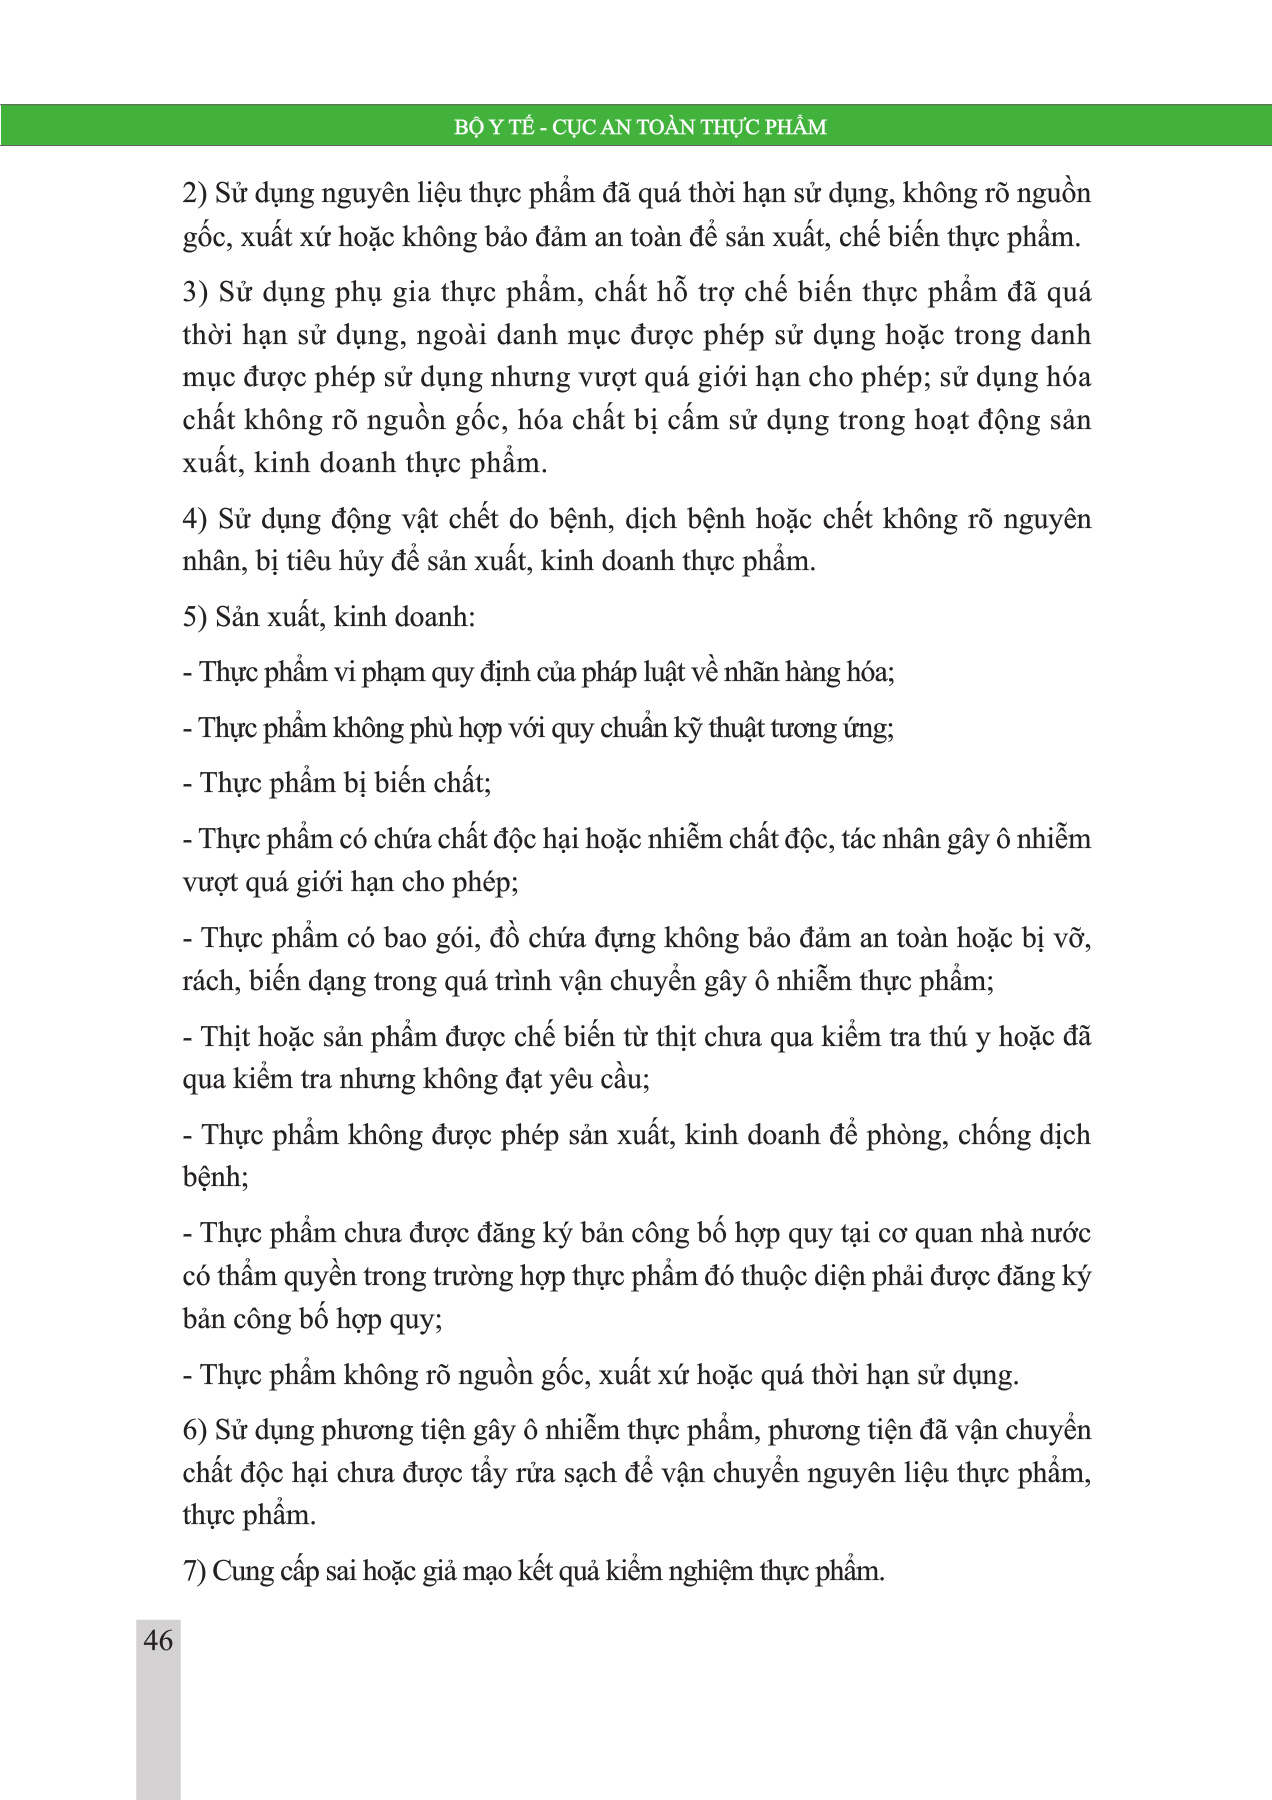 BỘ Y TẾ - CỤC AN TOÀN THỰC PHẨM
2) Sử dụng nguyên liệu thực phẩm đã quá thời hạn sử dụng, không rõ nguồn
gốc, xuất xứ hoặc không bảo đảm an toàn để sản xuất, chế biến thực phẩm.
3) Sử dụng phụ gia thực phẩm, chất hỗ trợ chế biến thực phẩm đã quá
thời hạn sử dụng, ngoài danh mục được phép sử dụng hoặc trong danh
mục được phép sử dụng nhưng vượt quá giới hạn cho phép; sử dụng hóa
chất không rõ nguồn gốc, hóa chất bị cấm sử dụng trong hoạt động sản
xuất, kinh doanh thực phẩm.
4) Sử dụng động vật chết do bệnh, dịch bệnh hoặc chết không rõ nguyên
nhân, bị tiêu hủy để sản xuất, kinh doanh thực phẩm.
5) Sản xuất, kinh doanh:
- Thực phẩm vi phạm quy định của pháp luật về nhãn hàng hóa;
- Thực phẩm không phù hợp với quy chuẩn kỹ thuật tương ứng;
- Thực phẩm bị biến chất;
- Thực phẩm có chứa chất độc hại hoặc nhiễm chất độc, tác nhân gây ô nhiễm
vượt quá giới hạn cho phép;
- Thực phẩm có bao gói, đồ chứa đựng không bảo đảm an toàn hoặc bị vỡ,
rách, biến dạng trong quá trình vận chuyển gây ô nhiễm thực phẩm;
- Thịt hoặc sản phẩm được chế biến từ thịt chưa qua kiểm tra thú y hoặc đã
qua kiểm tra nhưng không đạt yêu cầu;
- Thực phẩm không được phép sản xuất, kinh doanh để phòng, chống dịch
bệnh;
- Thực phẩm chưa được đăng ký bản công bố hợp quy tại cơ quan nhà nước
có thẩm quyền trong trường hợp thực phẩm đó thuộc diện phải được đăng ký
bản công bố hợp quy;
- Thực phẩm không rõ nguồn gốc, xuất xứ hoặc quá thời hạn sử dụng.
6) Sử dụng phương tiện gây ô nhiễm thực phẩm, phương tiện đã vận chuyển
chất độc hại chưa được tẩy rửa sạch để vận chuyển nguyên liệu thực phẩm,
thực phẩm.
7) Cung cấp sai hoặc giả mạo kết quả kiểm nghiệm thực phẩm.
46